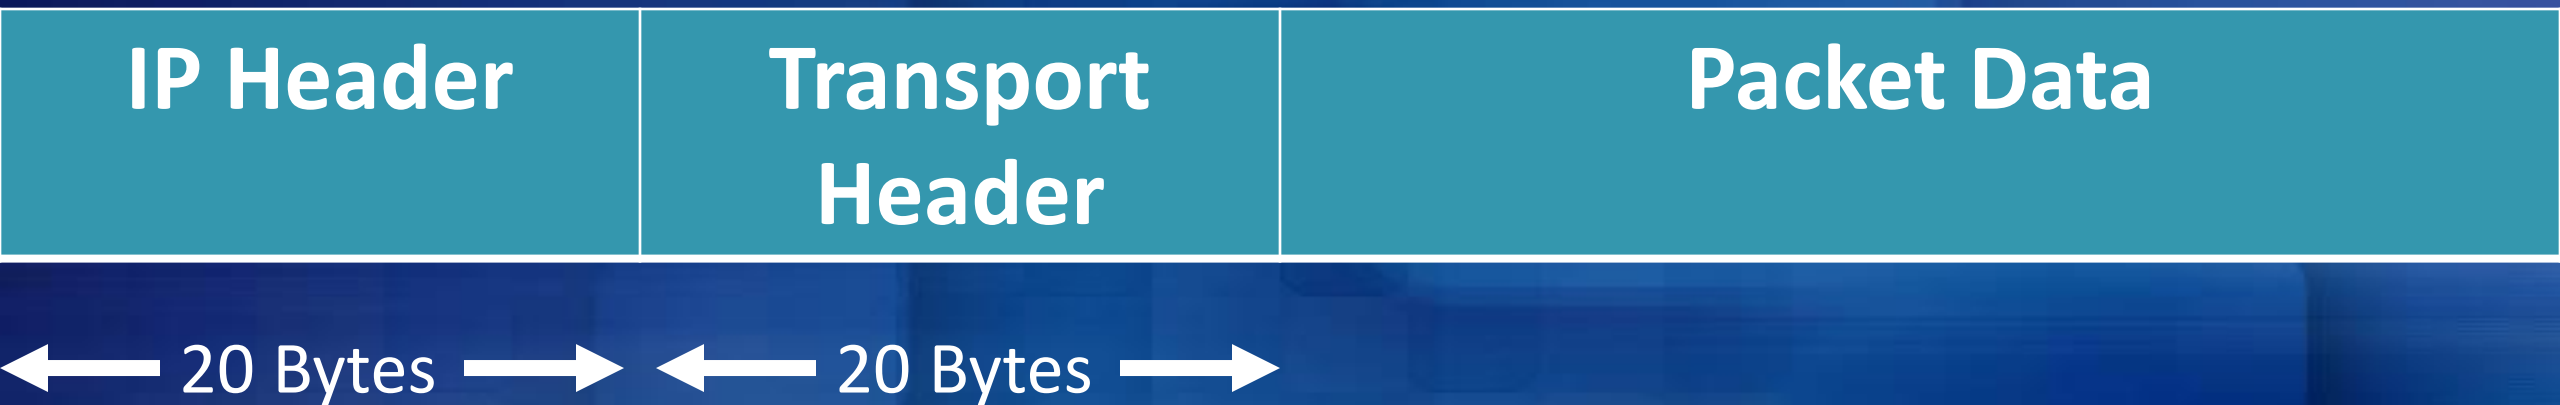 IP Header
Transport
Header
Packet Data
20 Bytes
20 Bytes